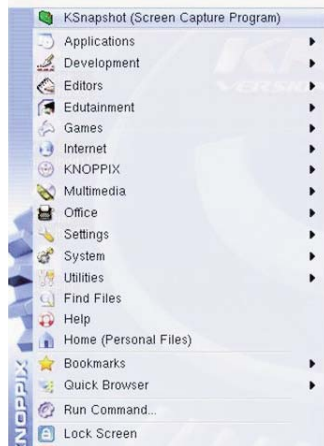 KSnapshot (Screen Capture Program)
Applications
Development
Editors
Edutainment
Games
Internet
KNOPPIX
Multimedia
Office
Settings
System
Utilities
Find Files
Help
Home (Personal Files)
Bookmarks
Quick Browser
Run Command...
Lock Screen
KNOPPIX